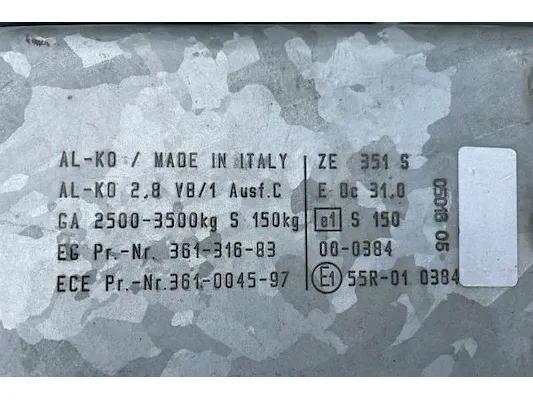 AL-KO / MADE IN ITALY ZE 351 S
AL-KO 2,8 VB/1 Ausf.C E 0c 31,0
GA 2500-3500kg S 150kg e1 S 150
EG Pr.-Nr. 361-316-83 00-0384
ECE Pr.-Nr.361-0045-97 E1 55R-01 0384
05018 05